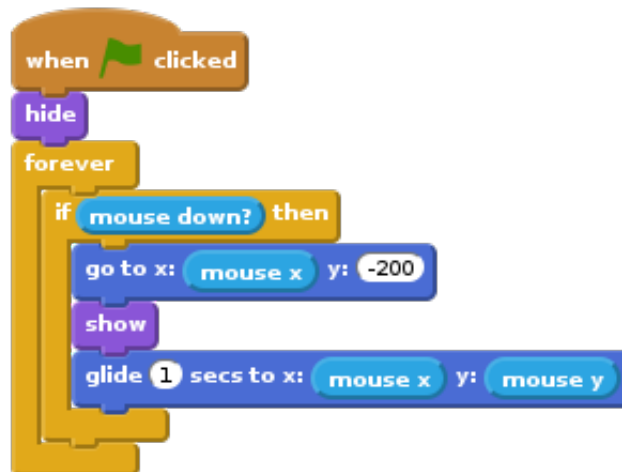 when clicked
hide
forever
if mouse down? then
go to x: mouse x y: -200
show
glide 1 secs to x: mouse x y: mouse y